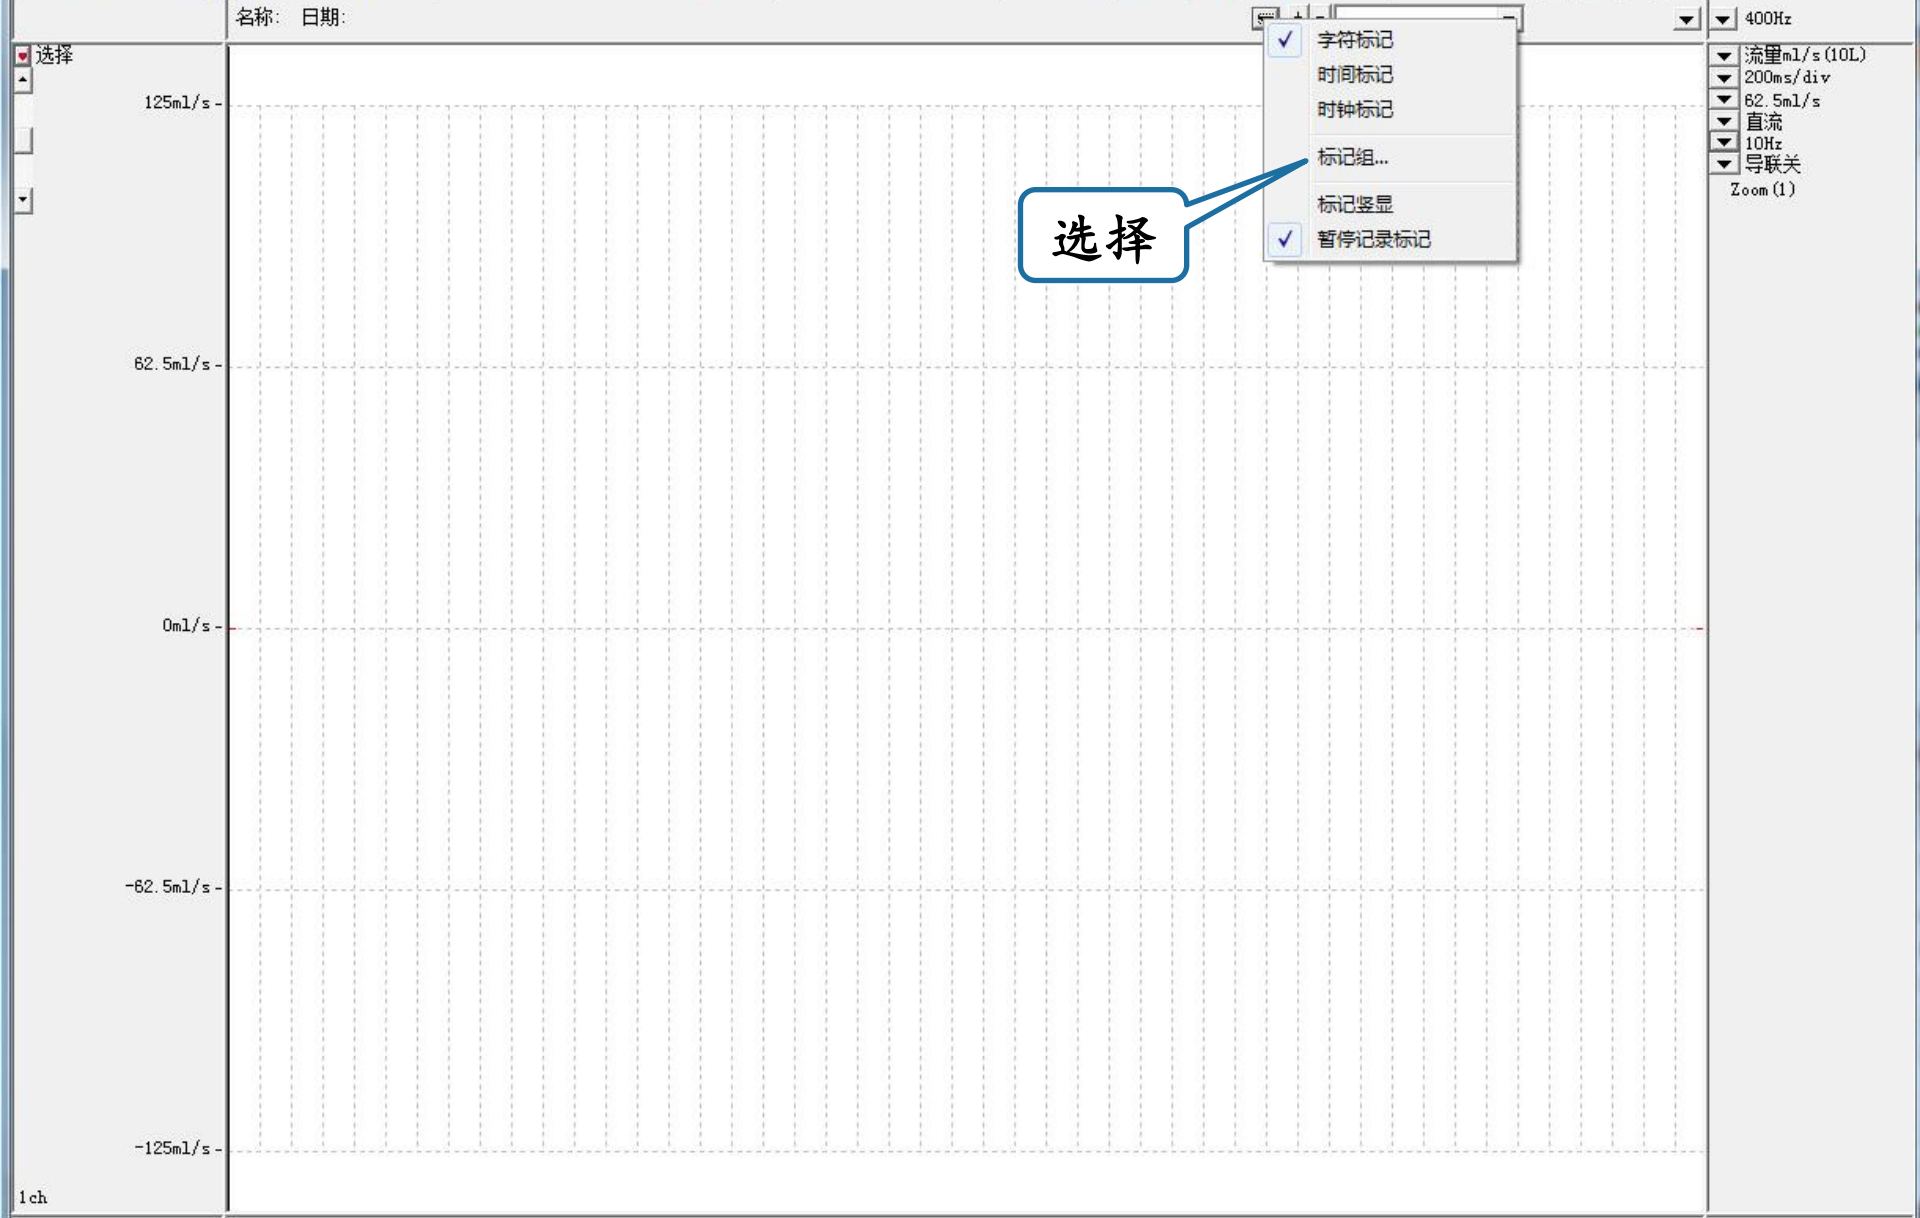 名称: 日期:
400Hz
选择
字符标记
时间标记
时钟标记
标记组...
标记竖显
暂停记录标记
选择
流量ml/s(10L)
200ms/div
62.5ml/s
直流
10Hz
导联关
Zoom(1)
125ml/s
62.5ml/s
0ml/s
-62.5ml/s
-125ml/s
1ch